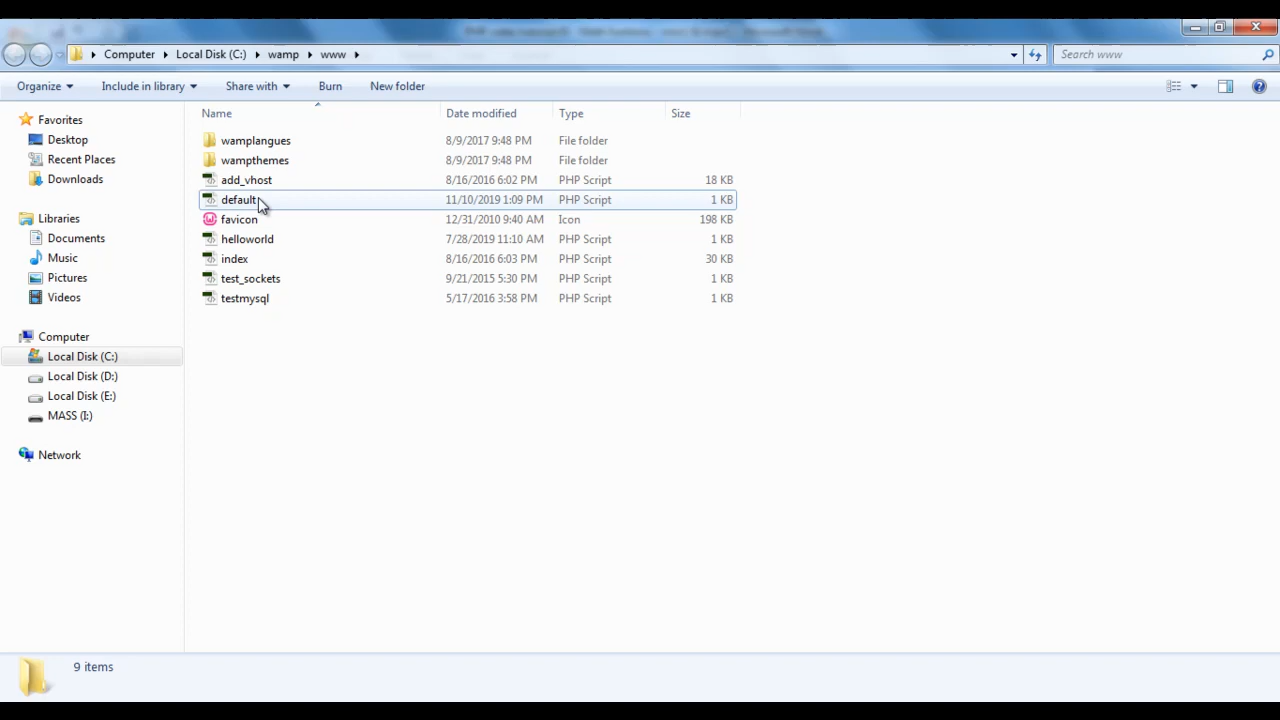 Computer Local Disk (C:) wamp www Search www
Organize Include in library Share with Burn New folder
Name Date modified Type Size
Favorites
Desktop
Recent Places
Downloads
Libraries
Documents
Music
Pictures
Videos
Computer
Local Disk (C:)
Local Disk (D:)
Local Disk (E:)
MASS (I:)
Network
wamplangues 8/9/2017 9:48 PM File folder
wampthemes 8/9/2017 9:48 PM File folder
add_vhost 8/16/2016 6:02 PM PHP Script 18 KB
default 11/10/2019 1:09 PM PHP Script 1 KB
favicon 12/31/2010 9:40 AM Icon 198 KB
helloworld 7/28/2019 11:10 AM PHP Script 1 KB
index 8/16/2016 6:03 PM PHP Script 30 KB
test_sockets 9/21/2015 5:30 PM PHP Script 1 KB
testmysql 5/17/2016 3:58 PM PHP Script 1 KB
9 items